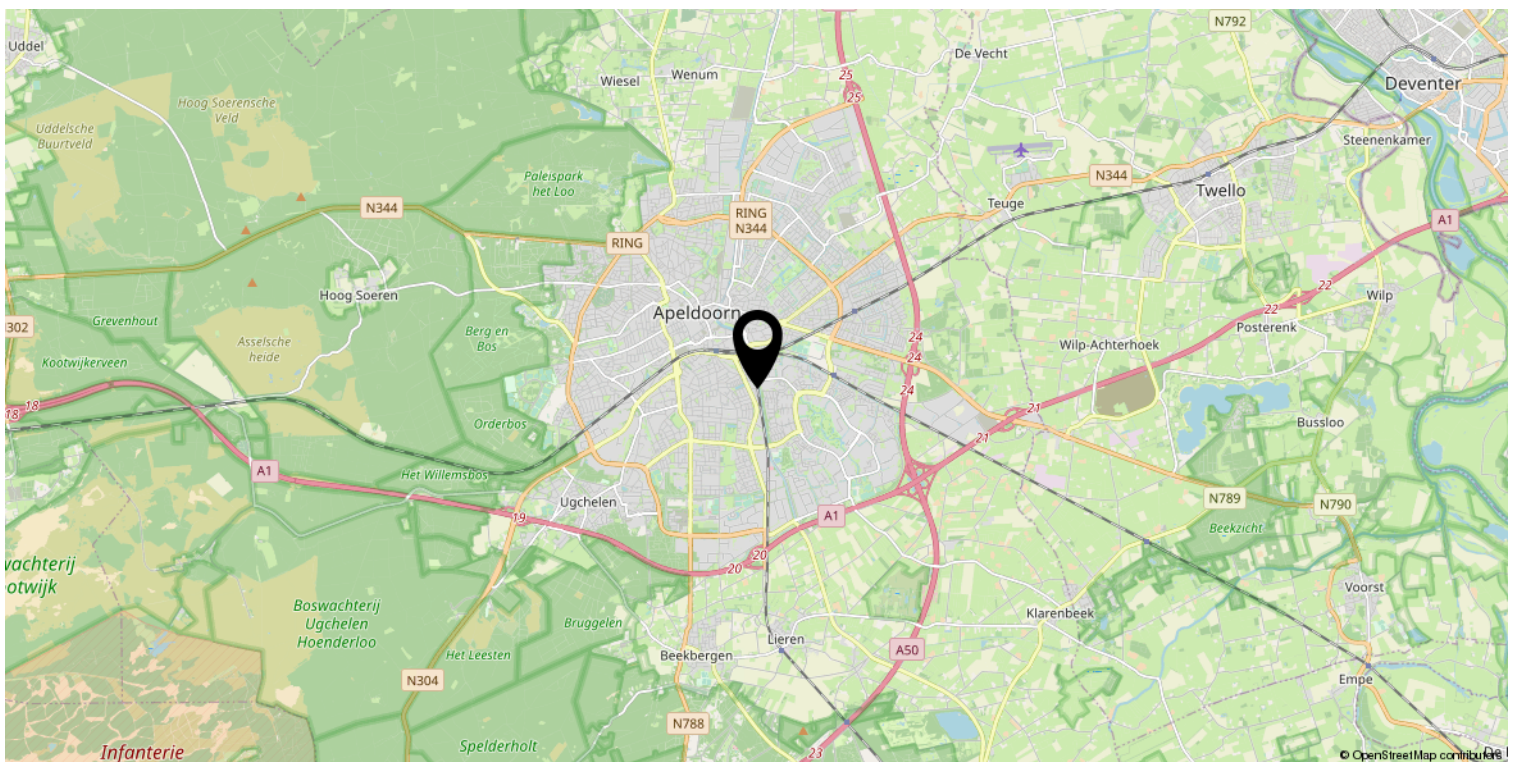 N792
Uddel
De Vecht
Wiesel
Wenum
25
25
Deventer
Hoog Soerensche
Veld
Uddelsche
Buurtveld
Steenenkamer
Paleispark
het Loo
N344
Twello
N344
Teuge
RING
N344
A1
RING
Hoog Soeren
22
22
Wilp
Apeldoorn
Grevenhout
302
Posterenk
Berg en
Bos
Asselsche
heide
24
24
Wilp-Achterhoek
Kootwijkerveen
24
18
18
21
Orderbos
Bussloo
21
A1
Het Willemsbos
N789
N790
Ugchelen
19
A1
Beekzicht
20
20
wachterij
ootwijk
Voorst
Boswachterij
Ugchelen
Hoenderloo
Klarenbeek
Bruggelen
Lieren
Het Leesten
Beekbergen
A50
N304
Empe
N788
Infanterie
Spelderholt
23
© OpenStreetMap contributors